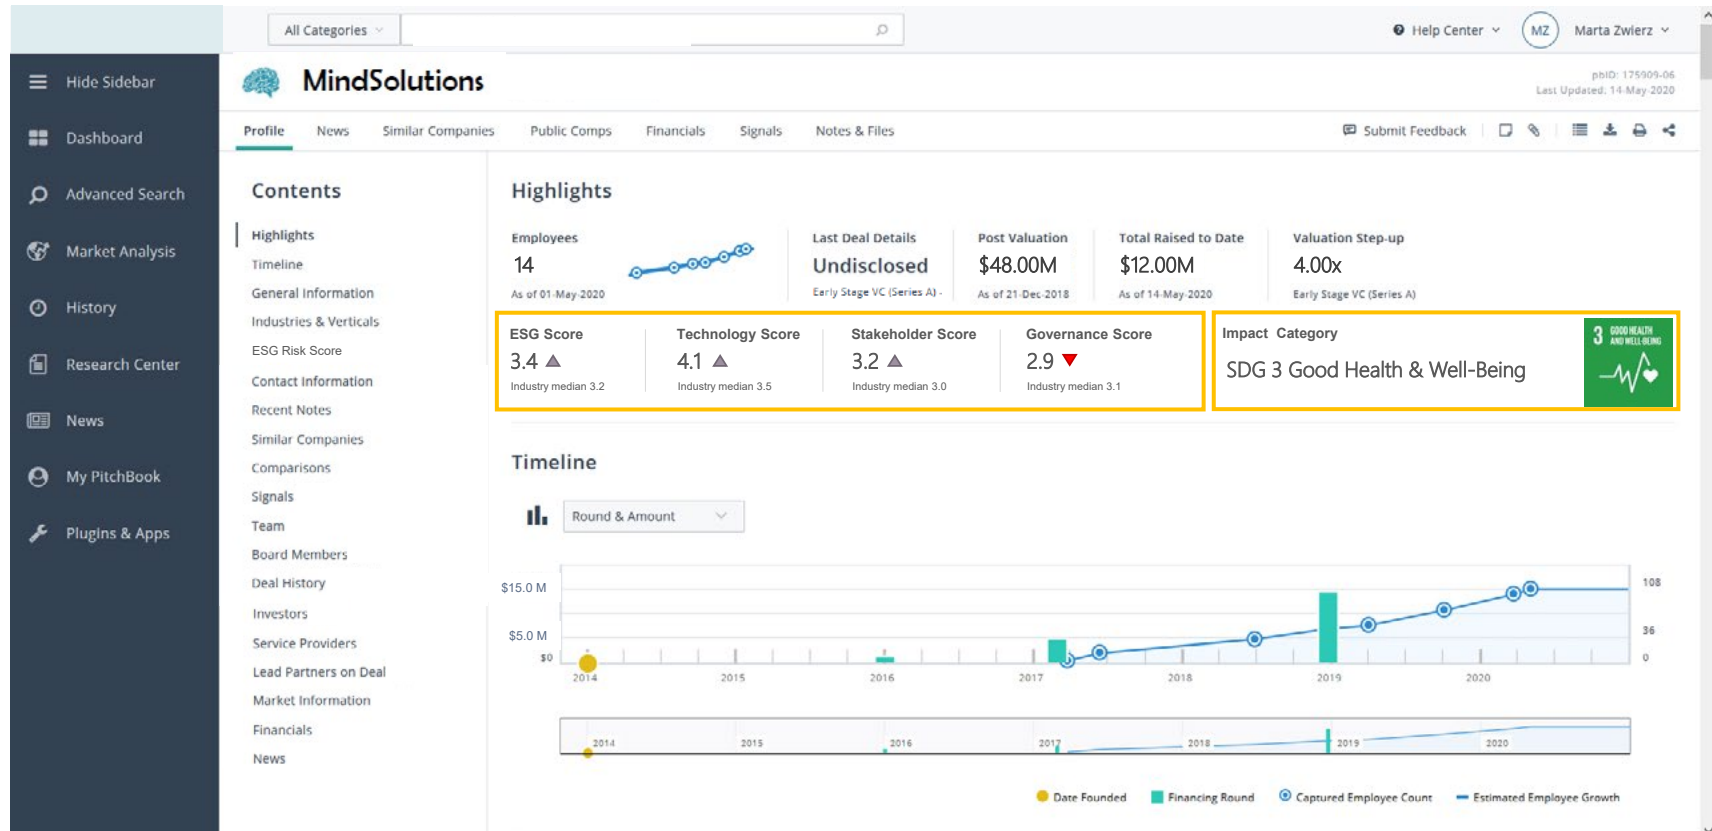 All Categories
Help Center
MZ
Marta Zwierz
Hide Sidebar
Dashboard
Advanced Search
Market Analysis
History
Research Center
News
My PitchBook
PlugIns & Apps
MindSolutions
pbID: 175909-06
Last Updated: 14-May-2020
Profile
News
Similar Companies
Public Comps
Financials
Signals
Notes & Files
Submit Feedback
Contents
Highlights
Timeline
General Information
Industries & Verticals
ESG Risk Score
Contact Information
Recent Notes
Similar Companies
Comparisons
Signals
Team
Board Members
Deal History
Investors
Service Providers
Lead Partners on Deal
Market Information
Financials
News
Highlights
Employees
14
As of 01-May-2020
Last Deal Details
Undisclosed
Early Stage VC (Series A) -
Post Valuation
$48.00M
As of 21-Dec-2018
Total Raised to Date
$12.00M
As of 14-May-2020
Valuation Step-up
4.00x
Early Stage VC (Series A)
ESG Score
3.4
Industry median 3.2
Technology Score
4.1
Industry median 3.5
Stakeholder Score
3.2
Industry median 3.0
Governance Score
2.9
Industry median 3.1
Impact Category
SDG 3 Good Health & Well-Being
3 GOOD HEALTH
AND WELL-BEING
Timeline
Round & Amount
$15.0 M
$5.0 M
$0
108
36
0
2014 2015 2016 2017 2018 2019 2020
2014 2015 2016 2017 2018 2019 2020
Date Founded
Financing Round
Captured Employee Count
Estimated Employee Growth